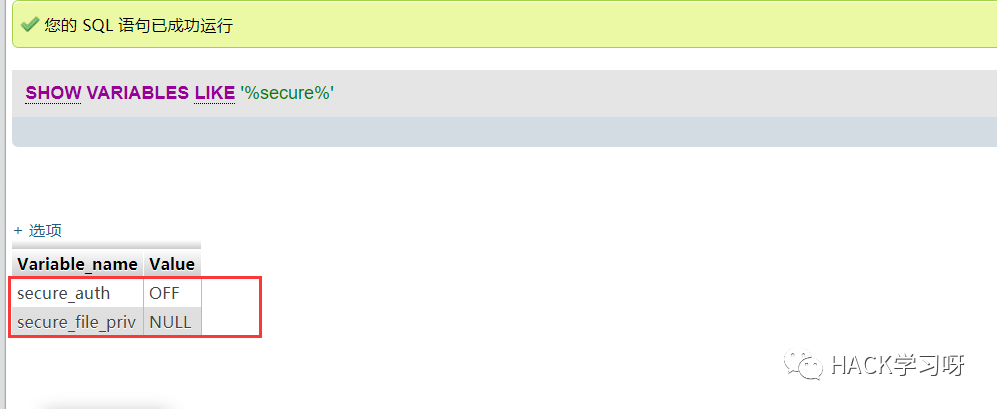 您的 SQL 语句已成功运行
SHOW VARIABLES LIKE '%secure%'
+ 选项
Variable_name Value
secure_auth OFF
secure_file_priv NULL
HACK学习呀